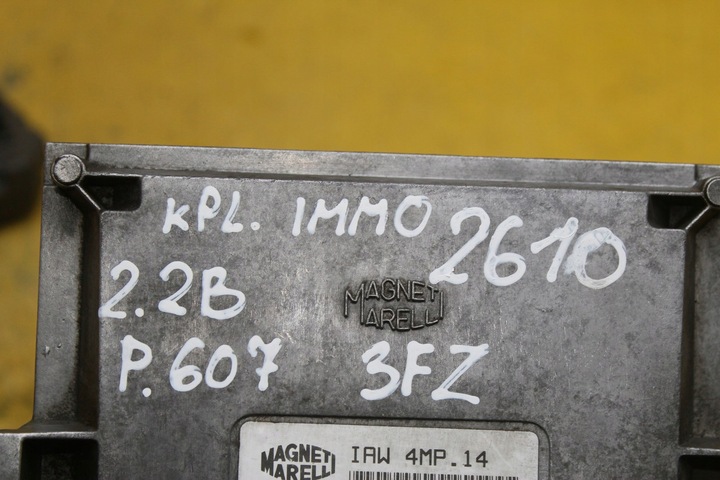 KPL. IMMO 2610
2.2B
MAGNETI
MARELLI
P.607 3FZ
MAGNETI
MARELLI
IAW 4MP.14